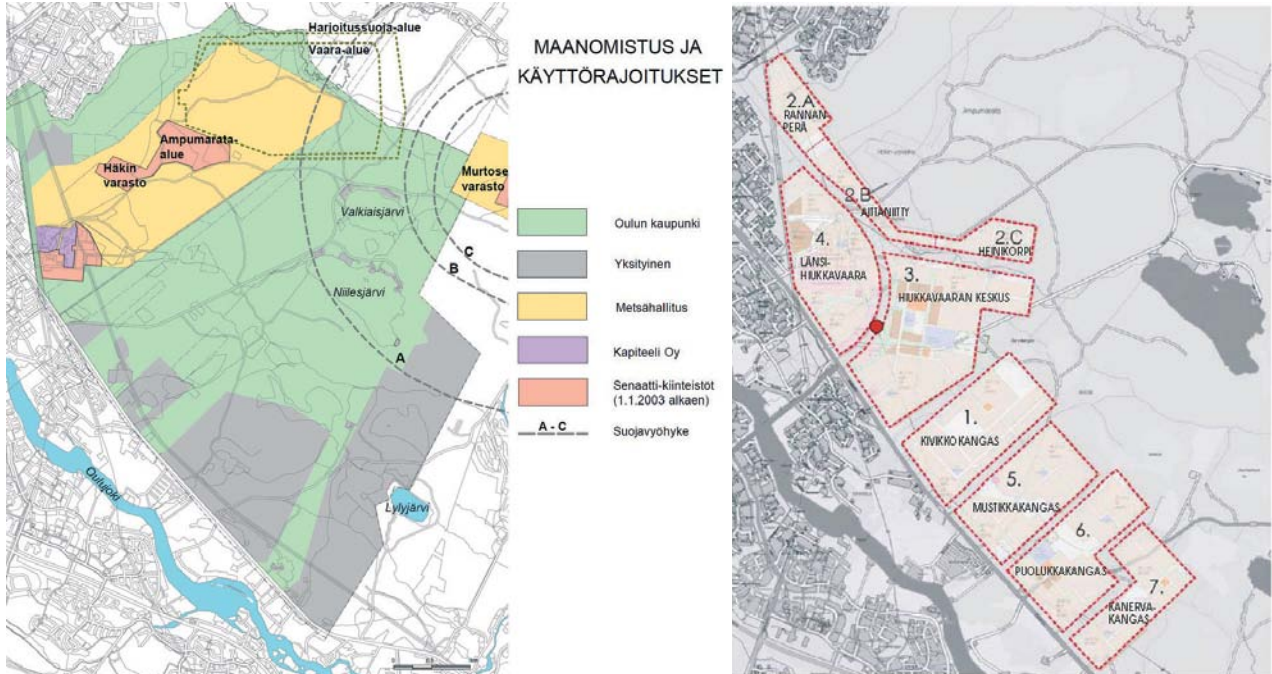 Harjoitussuoja-alue
Vaara-alue
Ampumarata-
alue
Häkin
varasto
Murtose
varasto
Valkiaisjärvi
Niilesjärvi
C
B
A
Oulujoki
Lylyjärvi
MAANOMISTUS JA
KÄYTTÖRAJOITUKSET
Oulun kaupunki
Yksityinen
Metsähallitus
Kapiteeli Oy
Senaatti-kiinteistöt
(1.1.2003 alkaen)
A - C
Suojavyöhyke
2.A
RANNAN
PERÄ
2.B
AITTANIITTY
2.C
HEINIKORPI
4.
LÄNSI-
HIUKKAVAARA
3.
HIUKKAVAARAN KESKUS
1.
KIVIKKOKANGAS
5.
MUSTIKKAKANGAS
6.
PUOLUKKAKANGAS
7.
KANERVA-
KANGAS
Ampumarata